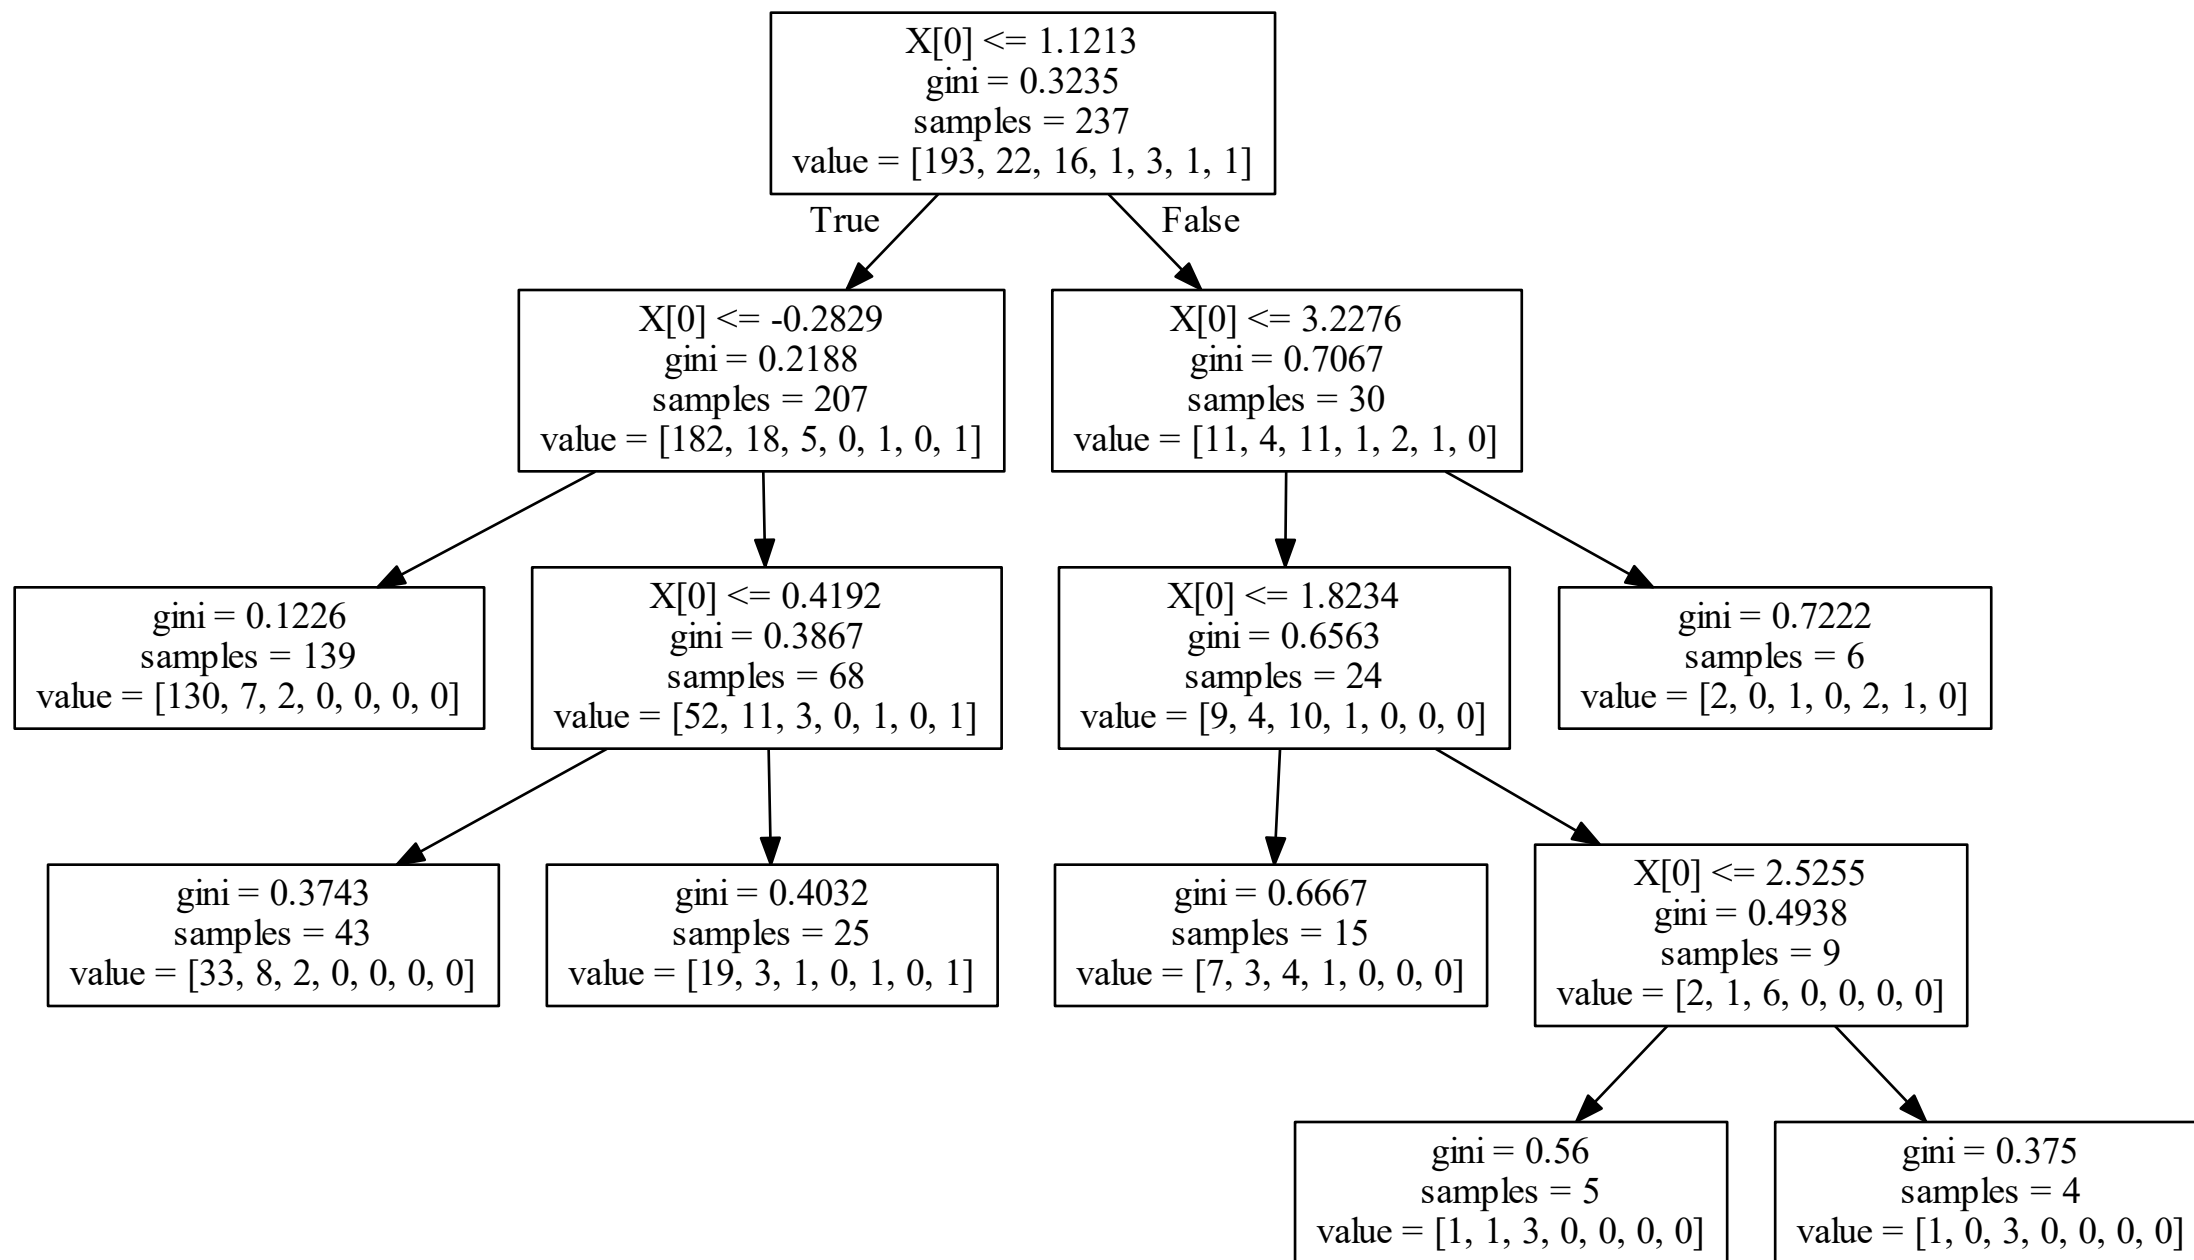 X[0] <= 1.1213
gini = 0.3235
samples = 237
value = [193, 22, 16, 1, 3, 1, 1]
True
False
X[0] <= -0.2829
gini = 0.2188
samples = 207
value = [182, 18, 5, 0, 1, 0, 1]
X[0] <= 3.2276
gini = 0.7067
samples = 30
value = [11, 4, 11, 1, 2, 1, 0]
gini = 0.1226
samples = 139
value = [130, 7, 2, 0, 0, 0, 0]
X[0] <= 0.4192
gini = 0.3867
samples = 68
value = [52, 11, 3, 0, 1, 0, 1]
X[0] <= 1.8234
gini = 0.6563
samples = 24
value = [9, 4, 10, 1, 0, 0, 0]
gini = 0.7222
samples = 6
value = [2, 0, 1, 0, 2, 1, 0]
gini = 0.3743
samples = 43
value = [33, 8, 2, 0, 0, 0, 0]
gini = 0.4032
samples = 25
value = [19, 3, 1, 0, 1, 0, 1]
gini = 0.6667
samples = 15
value = [7, 3, 4, 1, 0, 0, 0]
X[0] <= 2.5255
gini = 0.4938
samples = 9
value = [2, 1, 6, 0, 0, 0, 0]
gini = 0.56
samples = 5
value = [1, 1, 3, 0, 0, 0, 0]
gini = 0.375
samples = 4
value = [1, 0, 3, 0, 0, 0, 0]